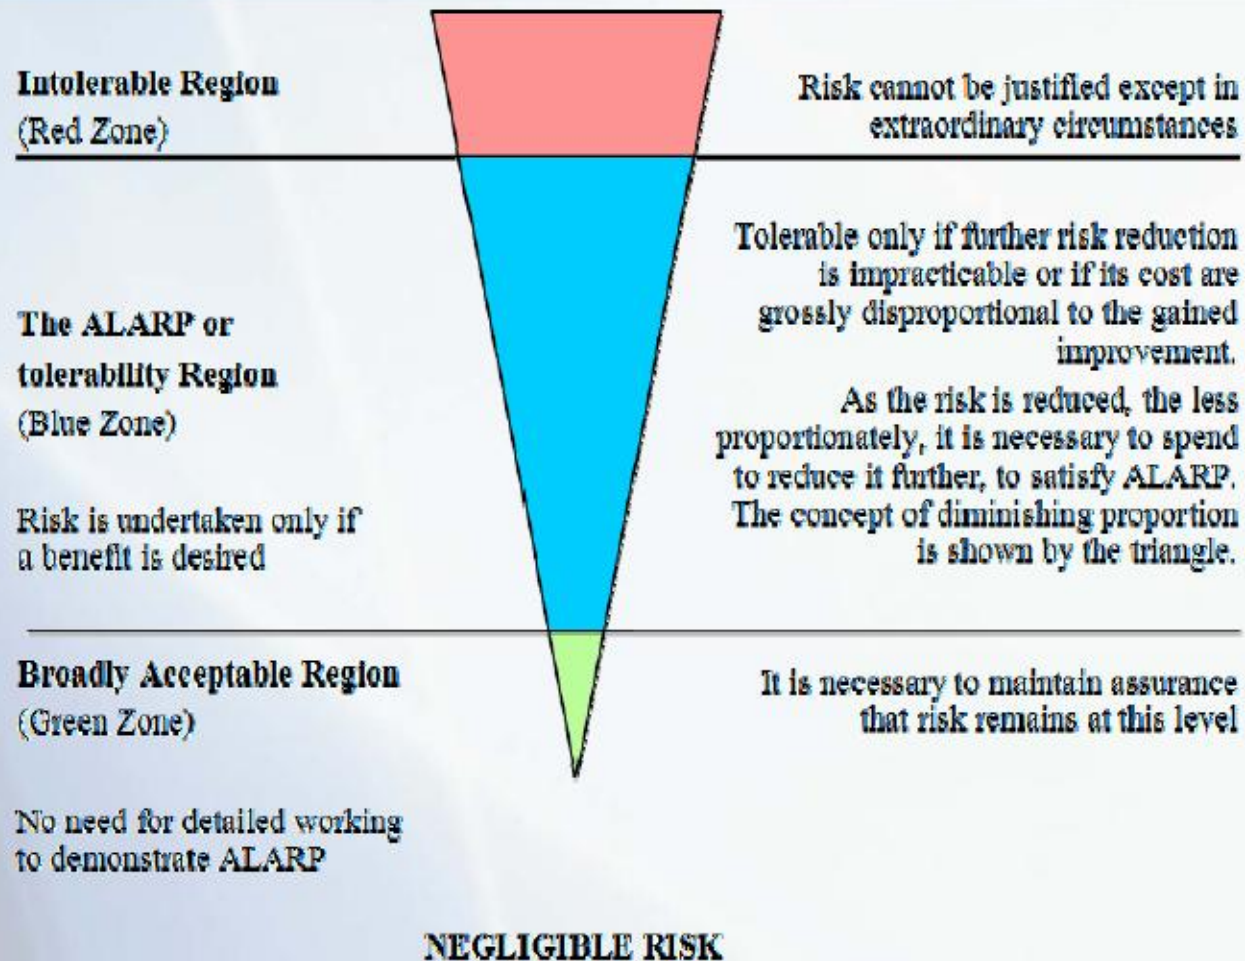 Intolerable Region
(Red Zone)
Risk cannot be justified except in
extraordinary circumstances
The ALARP or
tolerability Region
(Blue Zone)
Risk is undertaken only if
a benefit is desired
Tolerable only if further risk reduction
is impracticable or if its cost are
grossly disproportional to the gained
improvement.
As the risk is reduced, the less
proportionately, it is necessary to spend
to reduce it further, to satisfy ALARP.
The concept of diminishing proportion
is shown by the triangle.
Broadly Acceptable Region
(Green Zone)
No need for detailed working
to demonstrate ALARP
It is necessary to maintain assurance
that risk remains at this level
NEGLIGIBLE RISK